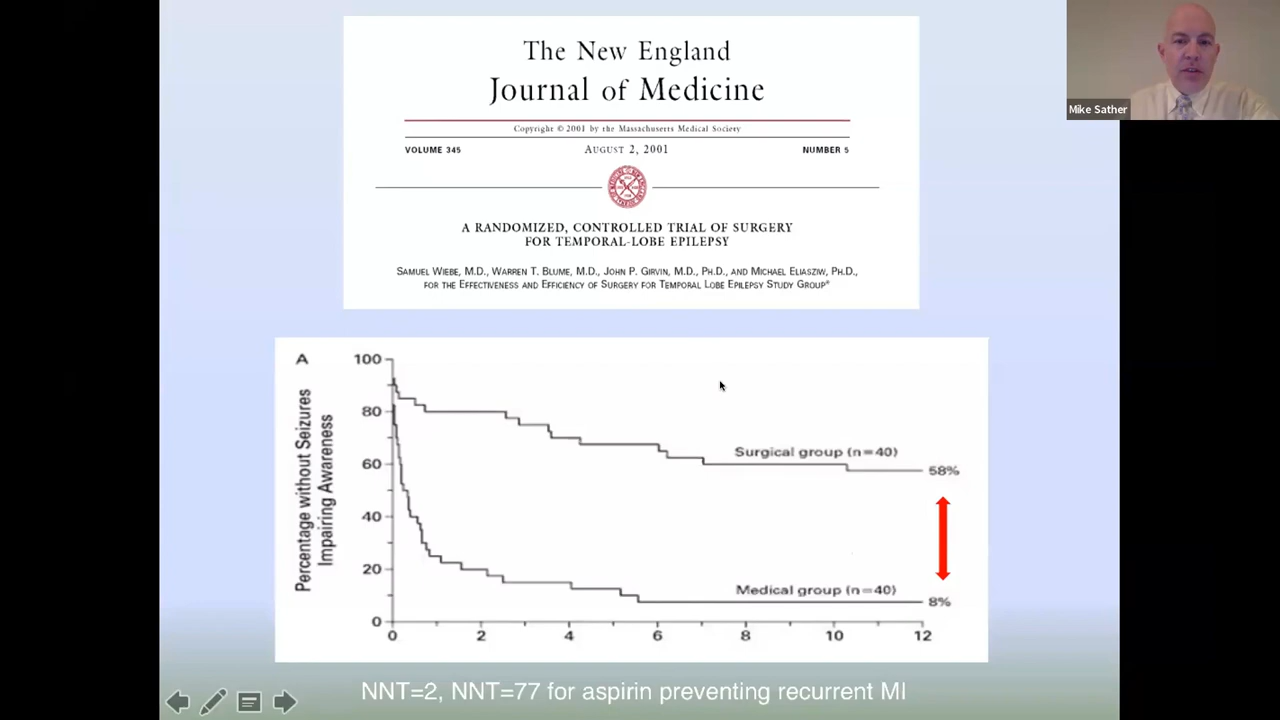 The New England
Journal of Medicine
Copyright © 2001 by the Massachusetts Medical Society
VOLUME 345
AUGUST 2, 2001
NUMBER 5
A RANDOMIZED, CONTROLLED TRIAL OF SURGERY
FOR TEMPORAL-LOBE EPILEPSY
SAMUEL WIEBE, M.D., WARREN T. BLUME, M.D., JOHN P. GIRVIN, M.D., PH.D., AND MICHAEL ELIASZIW, PH.D.,
FOR THE EFFECTIVENESS AND EFFICIENCY OF SURGERY FOR TEMPORAL LOBE EPILEPSY STUDY GROUP*
Mike Sather
A
Percentage without Seizures
Impairing Awareness
100
80
60
40
20
0
0
2
4
6
8
10
12
Surgical group (n=40)
58%
Medical group (n=40)
8%
NNT=2, NNT=77 for aspirin preventing recurrent MI